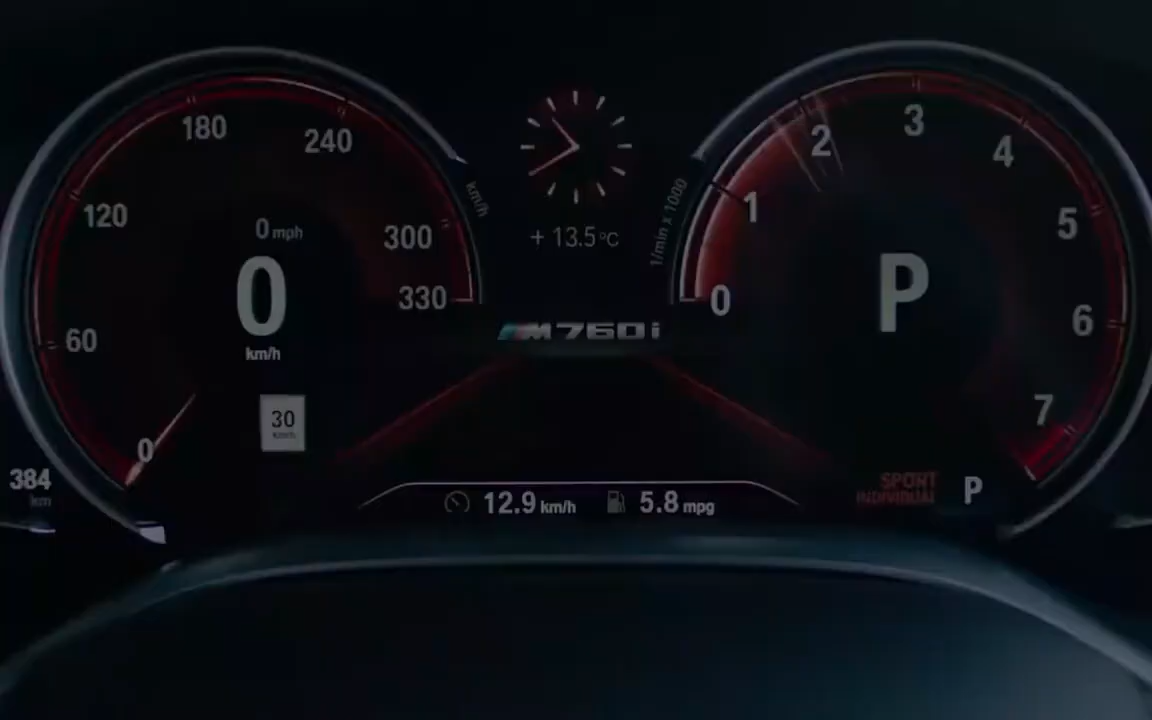 180
240
120
60
0
300
330
km/h
0 mph
0
km/h
30
384
km
+ 13.5 °C
M760i
12.9 km/h
5.8 mpg
1/min x 1000
0
1
2
3
4
5
6
7
P
SPORT
INDIVIDUAL
P